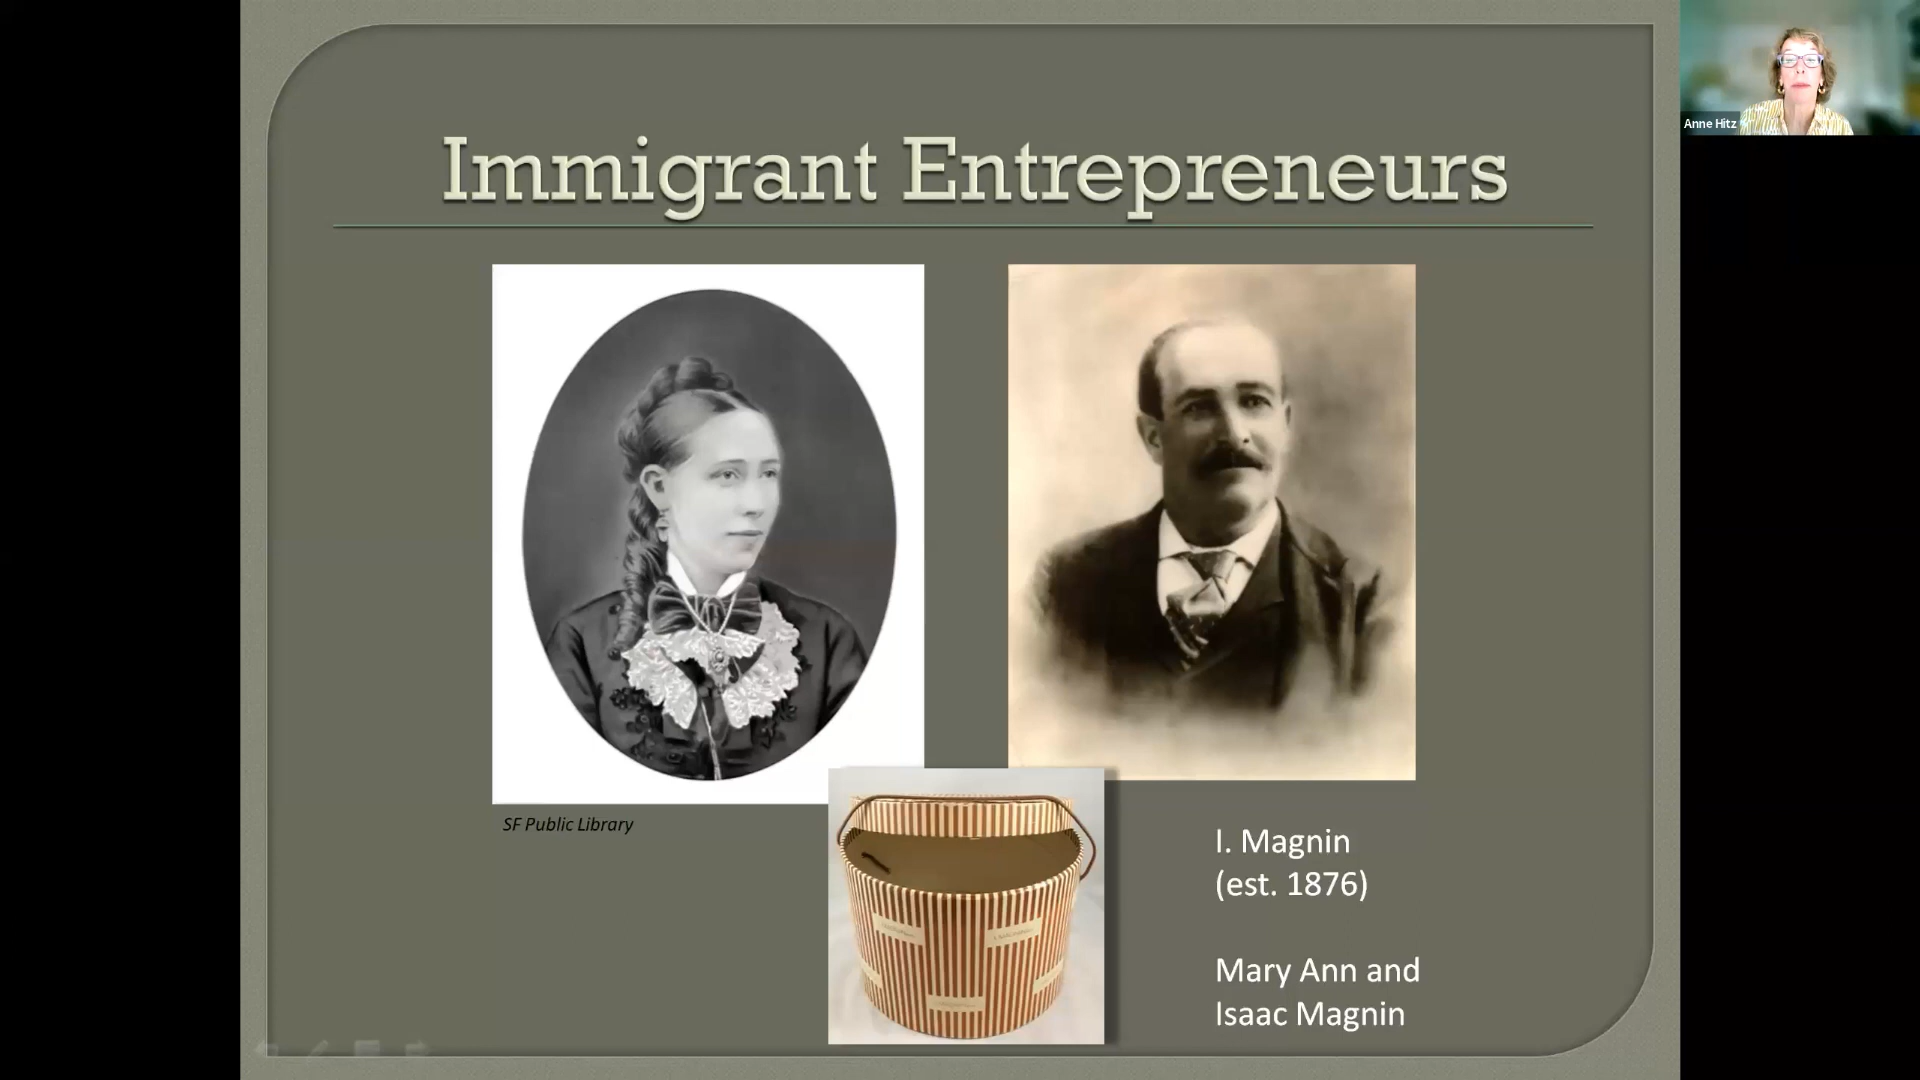 Immigrant Entrepreneurs
Anne Hitz
SF Public Library
I. Magnin
(est. 1876)
Mary Ann and
Isaac Magnin